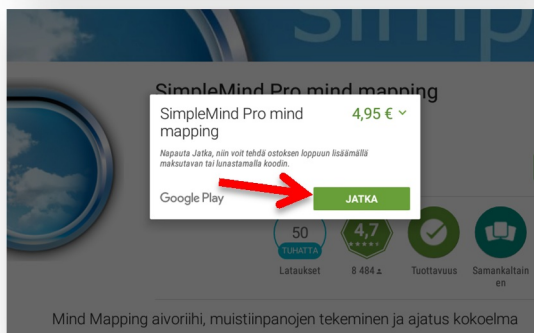 simp
SimpleMind Pro mind mapping
SimpleMind Pro mind
mapping
4,95 €
Napauta Jatka, niin voit tehdä ostoksen loppuun lisäämällä
maksutavan tai lunastamalla koodin.
Google Play
JATKA
50
TUHATTA
4,7
Lataukset
8 484
Tuottavuus
Samankaltain
en
Mind Mapping aivoriihi, muistiinpanojen tekeminen ja ajatus kokoelma